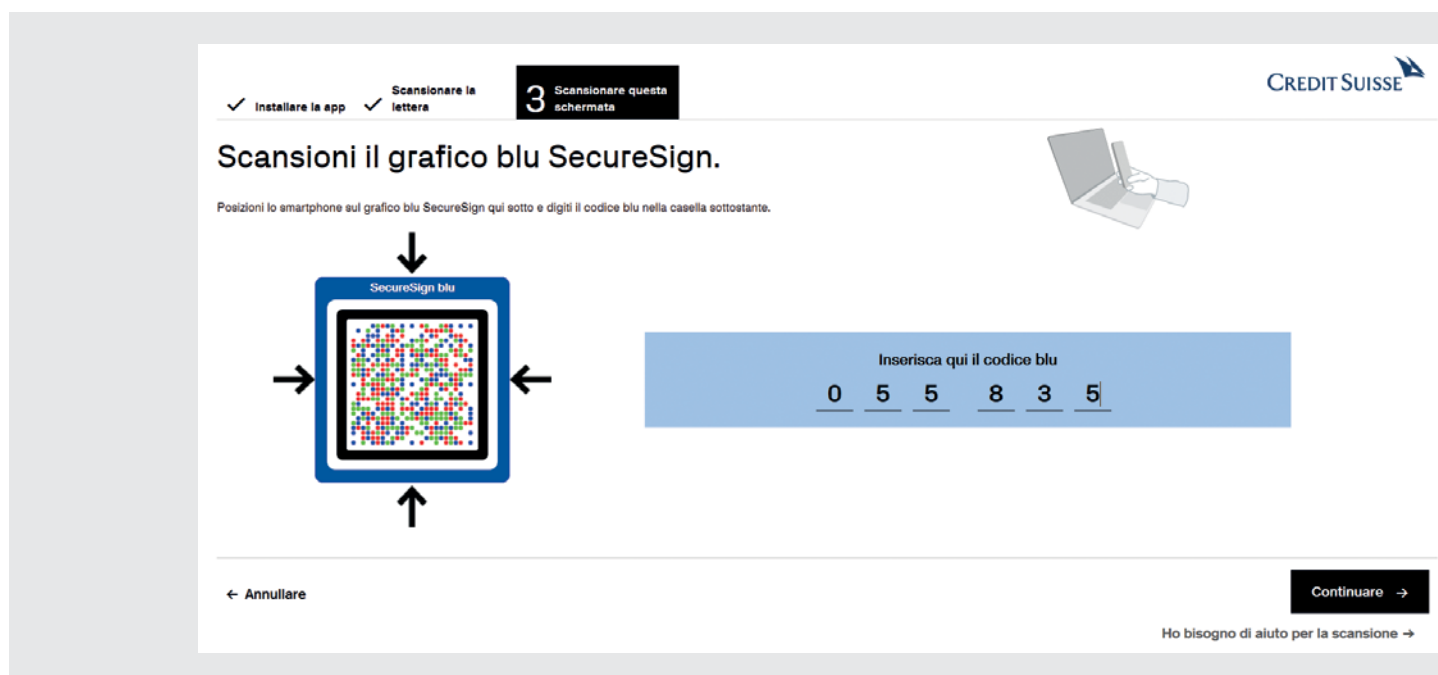 CREDIT SUISSE
✓ Installare la app
✓ Scansionare la
lettera
3 Scansionare questa
schermata
Scansioni il grafico blu SecureSign.
Posizioni lo smartphone sul grafico blu SecureSign qui sotto e digiti il codice blu nella casella sottostante.
SecureSign blu
Inserisca qui il codice blu
0 5 5 8 3 5
← Annullare
Continuare →
Ho bisogno di aiuto per la scansione →